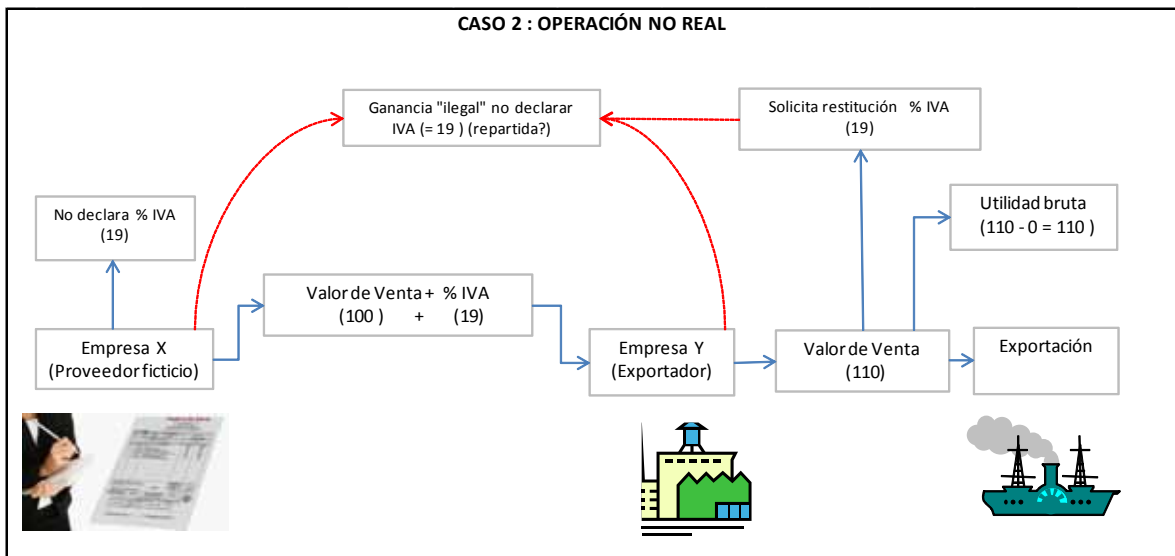 CASO 2 : OPERACIÓN NO REAL
Ganancia "ilegal" no declarar
IVA (= 19 ) (repartida?)
Solicita restitución % IVA
(19)
No declara % IVA
(19)
Utilidad bruta
(110 - 0 = 110 )
Valor de Venta + % IVA
(100 ) + (19)
Empresa X
(Proveedor ficticio)
Empresa Y
(Exportador)
Valor de Venta
(110)
Exportación